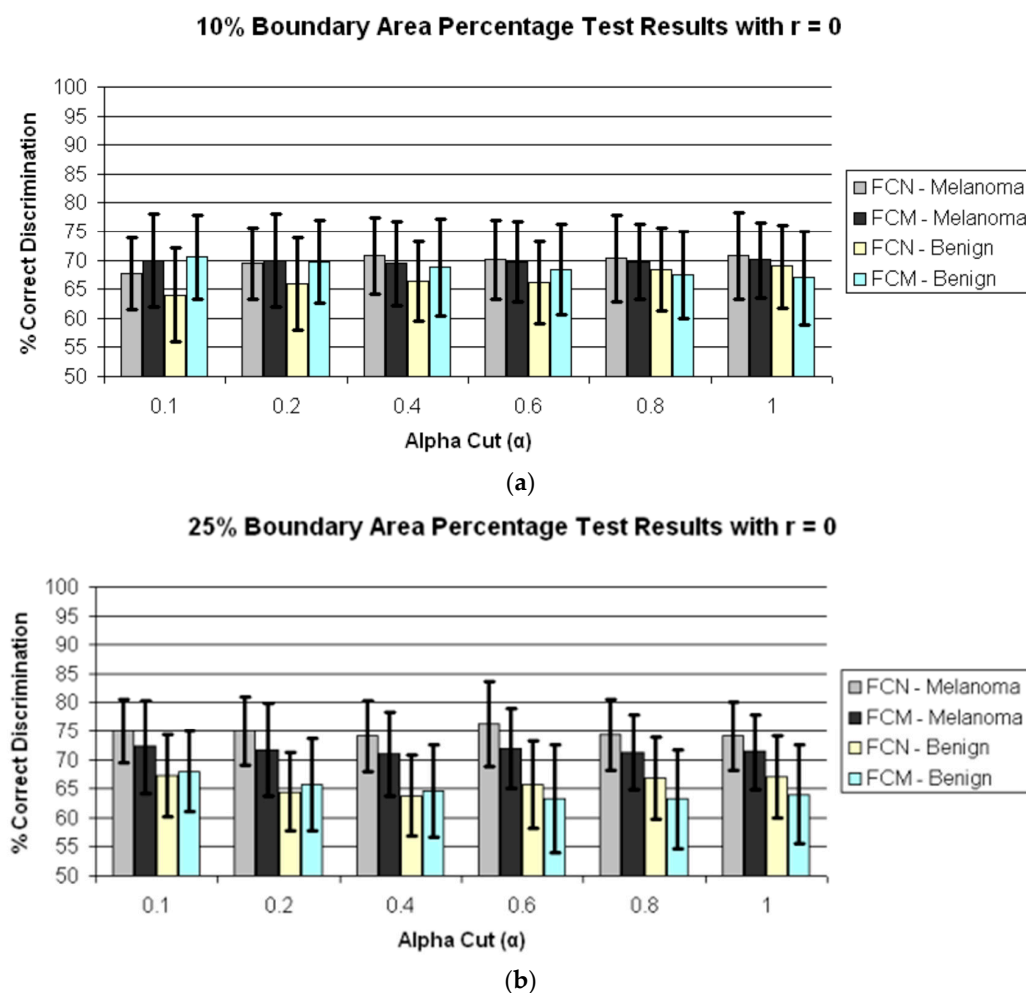 10% Boundary Area Percentage Test Results with r = 0
100
95
90
85
80
75
70
65
60
55
50
% Correct Discrimination
0.1 0.2 0.4 0.6 0.8 1
Alpha Cut (α)
FCN - Melanoma
FCM - Melanoma
FCN - Benign
FCM - Benign
(a)
25% Boundary Area Percentage Test Results with r = 0
100
95
90
85
80
75
70
65
60
55
50
% Correct Discrimination
0.1 0.2 0.4 0.6 0.8 1
Alpha Cut (α)
FCN - Melanoma
FCM - Melanoma
FCN - Benign
FCM - Benign
(b)